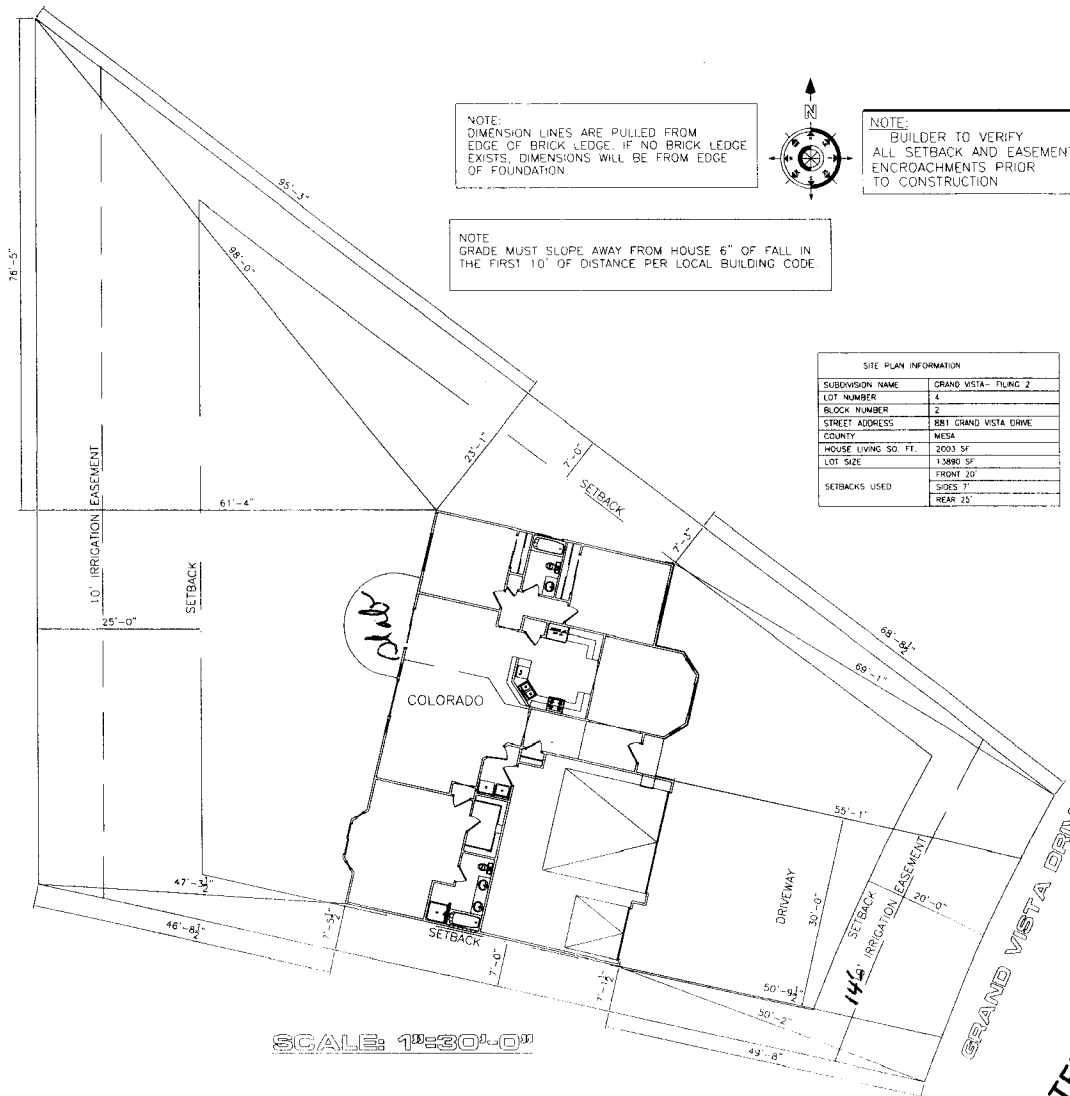 NOTE:
DIMENSION LINES ARE PULLED FROM
EDGE OF BRICK LEDGE. IF NO BRICK LEDGE
EXISTS, DIMENSIONS WILL BE FROM EDGE
OF FOUNDATION.
N
NOTE:
BUILDER TO VERIFY
ALL SETBACK AND EASEMENT
ENCROACHMENTS PRIOR
TO CONSTRUCTION
NOTE
GRADE MUST SLOPE AWAY FROM HOUSE 6" OF FALL IN
THE FIRST 10' OF DISTANCE PER LOCAL BUILDING CODE.
SITE PLAN INFORMATION
SUBDIVISION NAME GRAND VISTA- FILING 2
LOT NUMBER 4
BLOCK NUMBER 2
STREET ADDRESS 881 GRAND VISTA DRIVE
COUNTY MESA
HOUSE LIVING SQ. FT. 2003 SF
LOT SIZE 13890 SF
SETBACKS USED FRONT 20'
SIDES 7'
REAR 25'
76'-5"
95'-3"
98'-0"
23'-1"
7'-0"
SETBACK
7'-3"
61'-4"
10' IRRIGATION EASEMENT
SETBACK
25'-0"
slab
COLORADO
68'-8½"
69'-1"
55'-1"
DRIVEWAY
30'-0"
SETBACK
14' IRRIGATION EASEMENT
20'-0"
GRAND VISTA DRIV
47'-3½"
46'-8½"
7'-5½"
SETBACK
7'-0"
7'-1½"
50'-9½"
50'-2"
49'-8"
SCALE: 1"=30'-0"